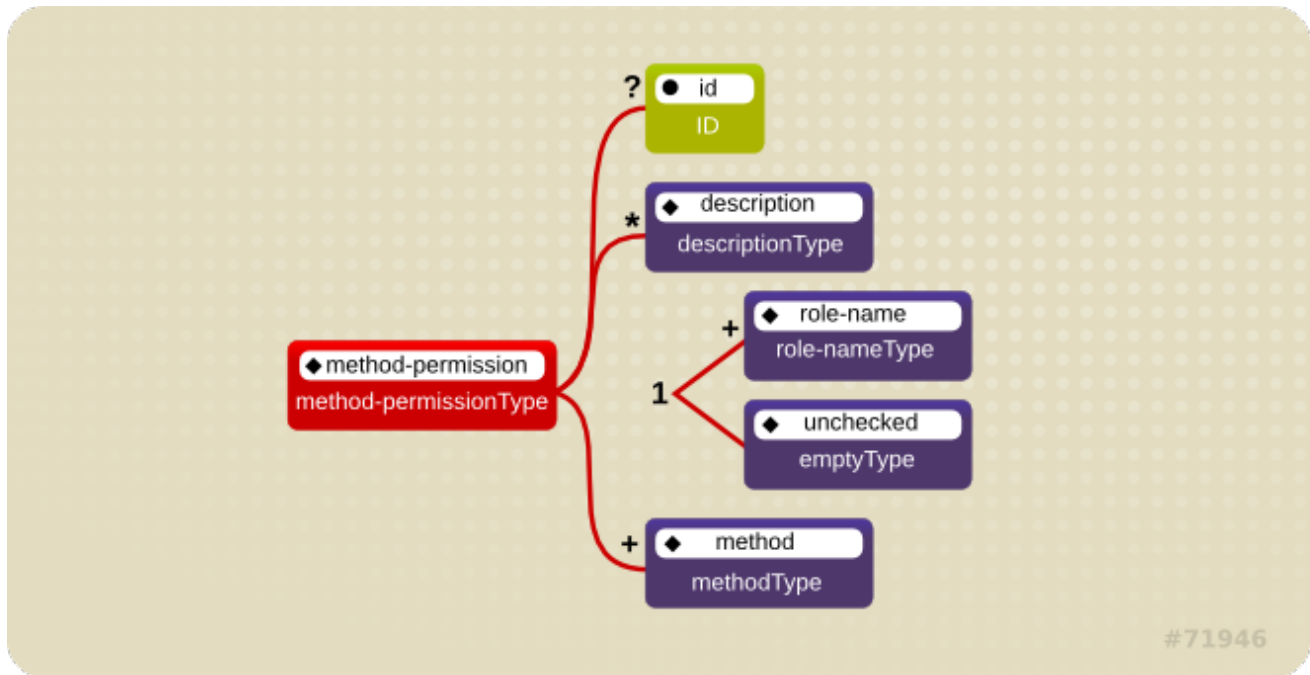 ?
id
ID
*
description
descriptionType
+
role-name
role-nameType
method-permission
method-permissionType
1
unchecked
emptyType
+
method
methodType
#71946